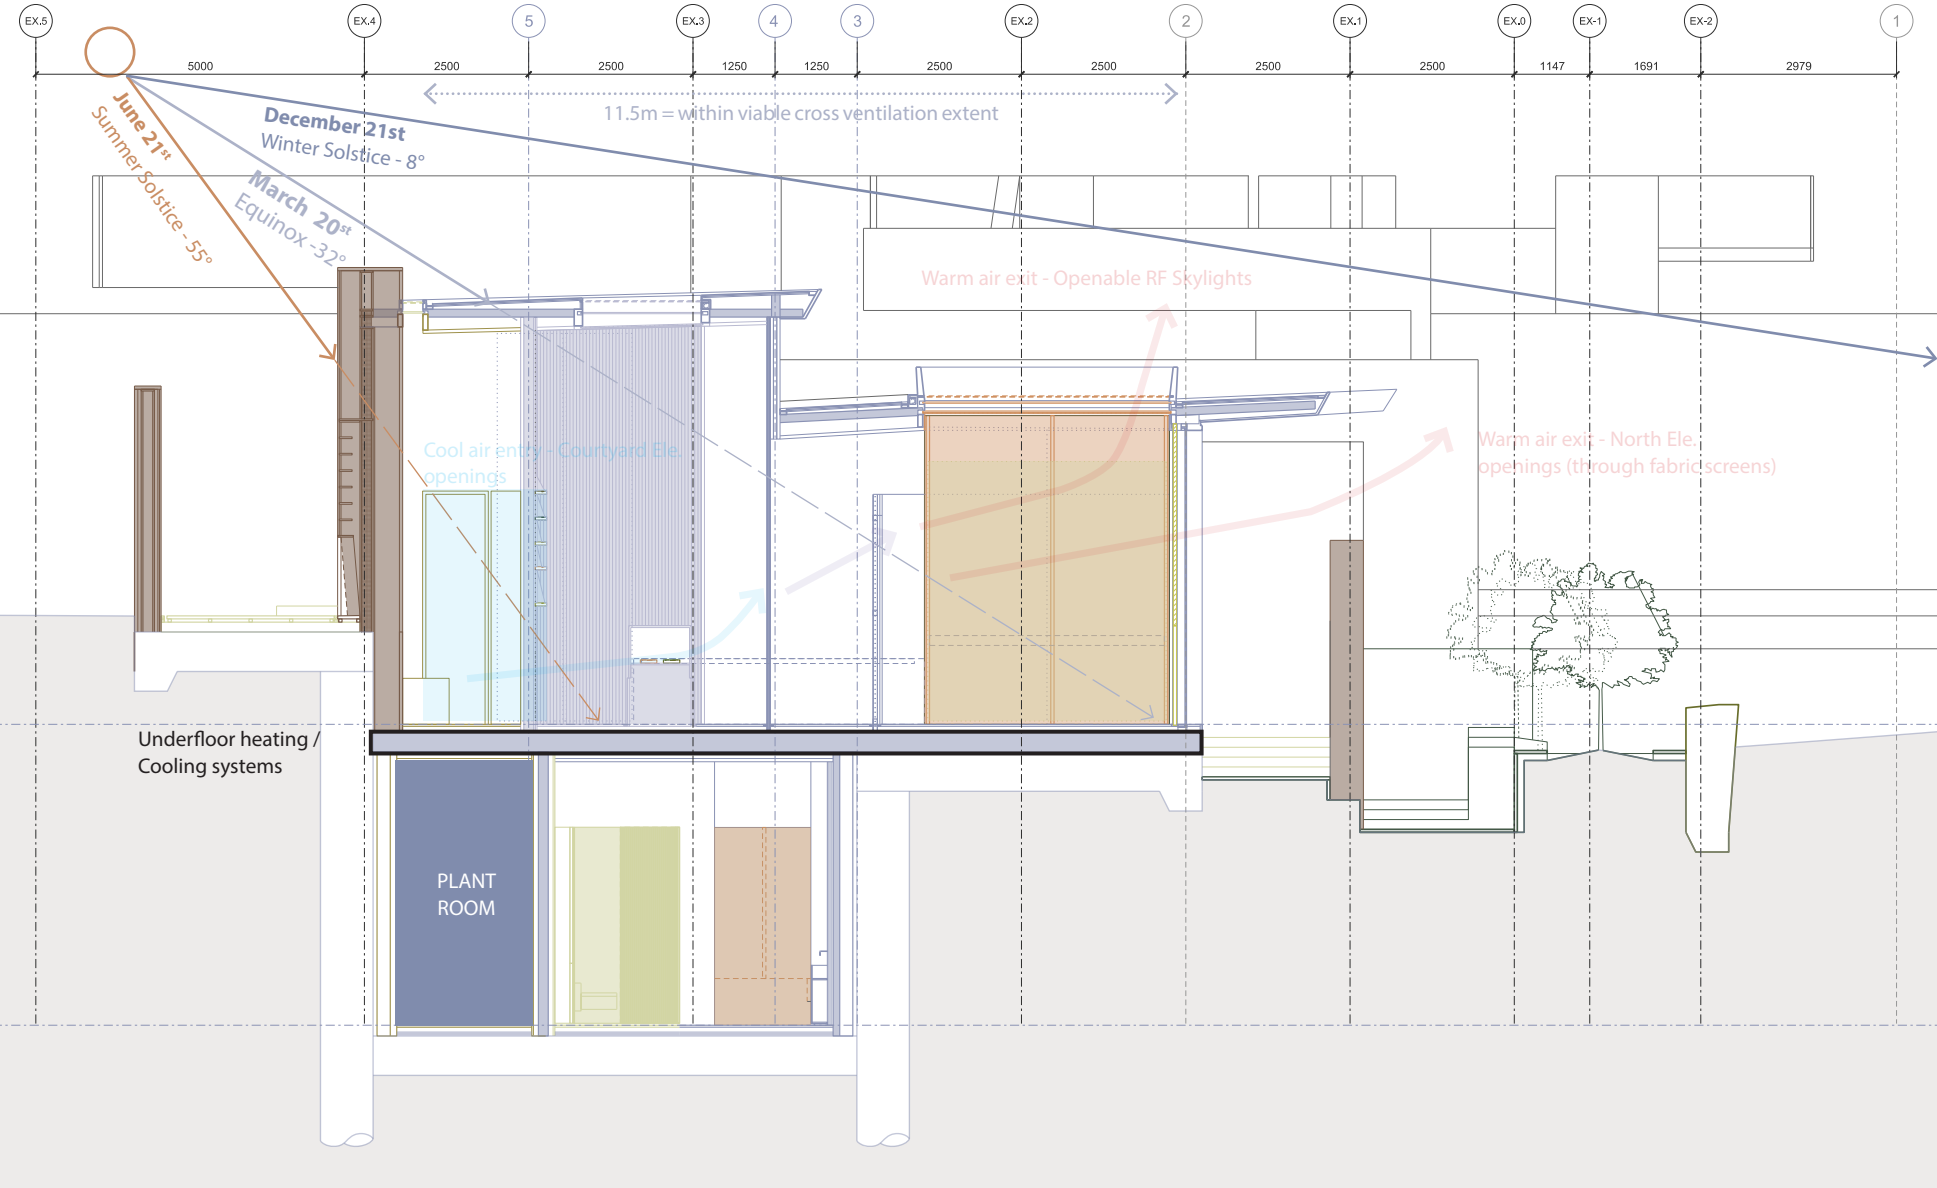 EX.5 EX.4 5 EX.3 4 3 EX.2 2 EX.1 EX.0 EX-1 EX-2 1
5000 2500 2500 1250 1250 2500 2500 2500 2500 1147 1691 2979
June 21st
Summer Solstice - 55°
December 21st
Winter Solstice - 8°
March 20st
Equinox -32°
11.5m = within viable cross ventilation extent
Warm air exit - Openable RF Skylights
Cool air entry - Courtyard Ele.
openings
Warm air exit - North Ele.
openings (through fabric screens)
Underfloor heating /
Cooling systems
PLANT
ROOM